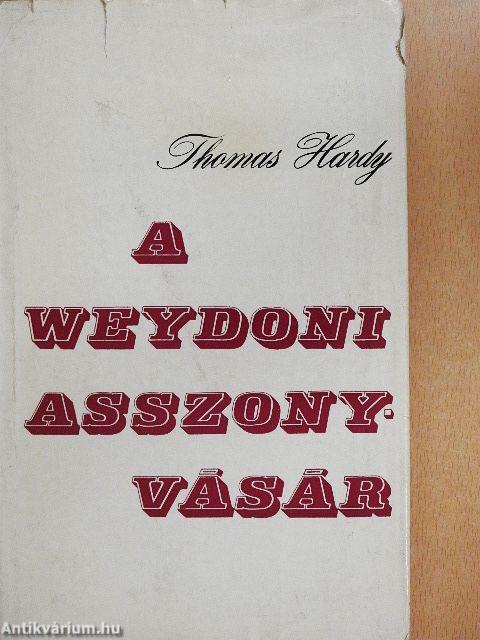 Thomas Hardy
A
WEYDONI
ASSZONY-
VÁSÁR
Antikvárium.hu